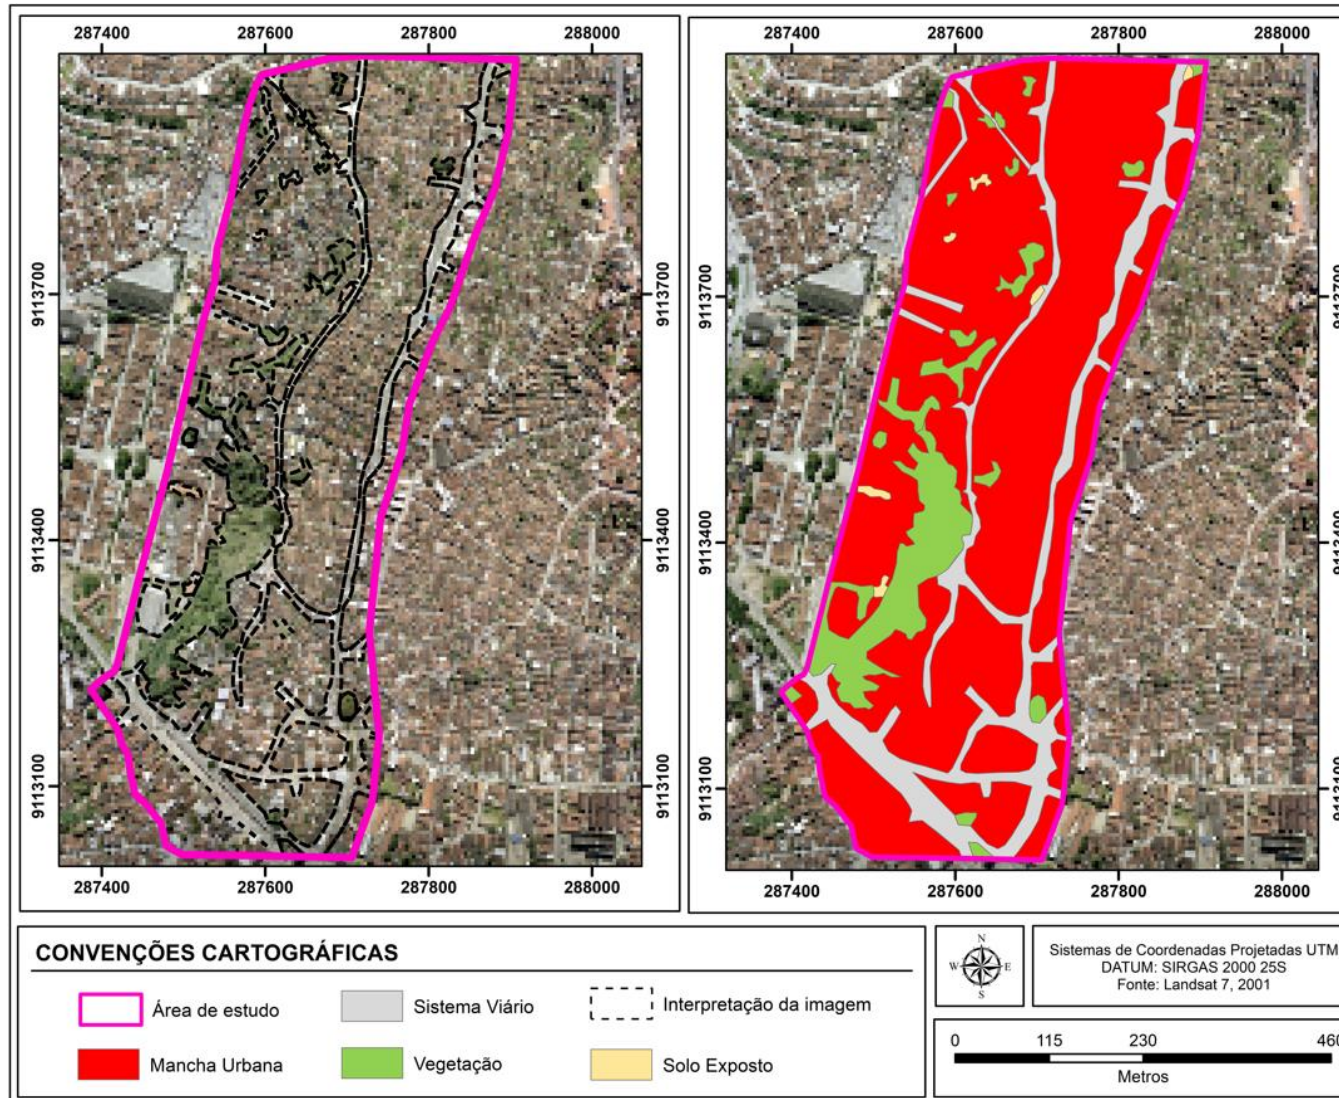 287400 287600 287800 288000
287400 287600 287800 288000
9113700 9113700 9113700
9113400 9113400 9113400
9113100 9113100 9113100
287400 287600 287800 288000
287400 287600 287800 288000
CONVENÇÕES CARTOGRÁFICAS
Área de estudo
Sistema Viário
Interpretação da imagem
Mancha Urbana
Vegetação
Solo Exposto
N
W E
S
Sistemas de Coordenadas Projetadas UTM
DATUM: SIRGAS 2000 25S
Fonte: Landsat 7, 2001
0 115 230 460
Metros